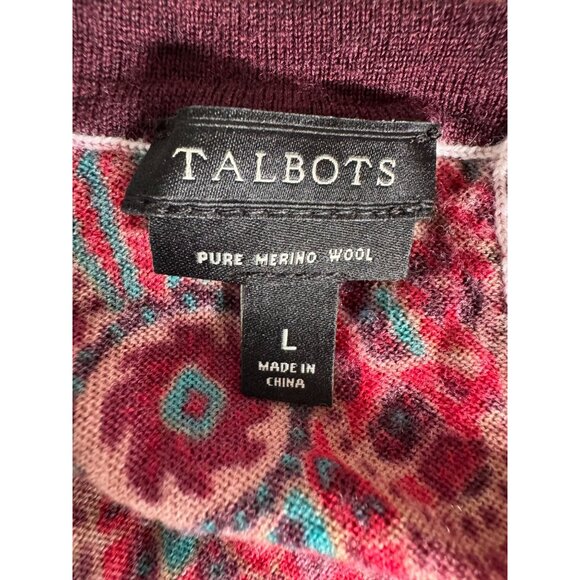 TALBOTS
PURE MERINO WOOL
L
MADE IN
CHINA